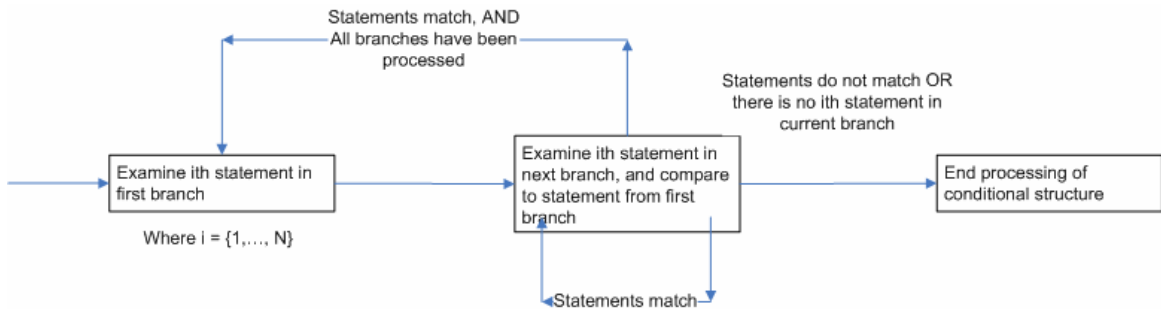 Statements match, AND
All branches have been
processed
Statements do not match OR
there is no ith statement in
current branch
Examine ith statement in
first branch
Examine ith statement in
next branch, and compare
to statement from first
branch
End processing of
conditional structure
Where i = {1,…, N}
Statements match